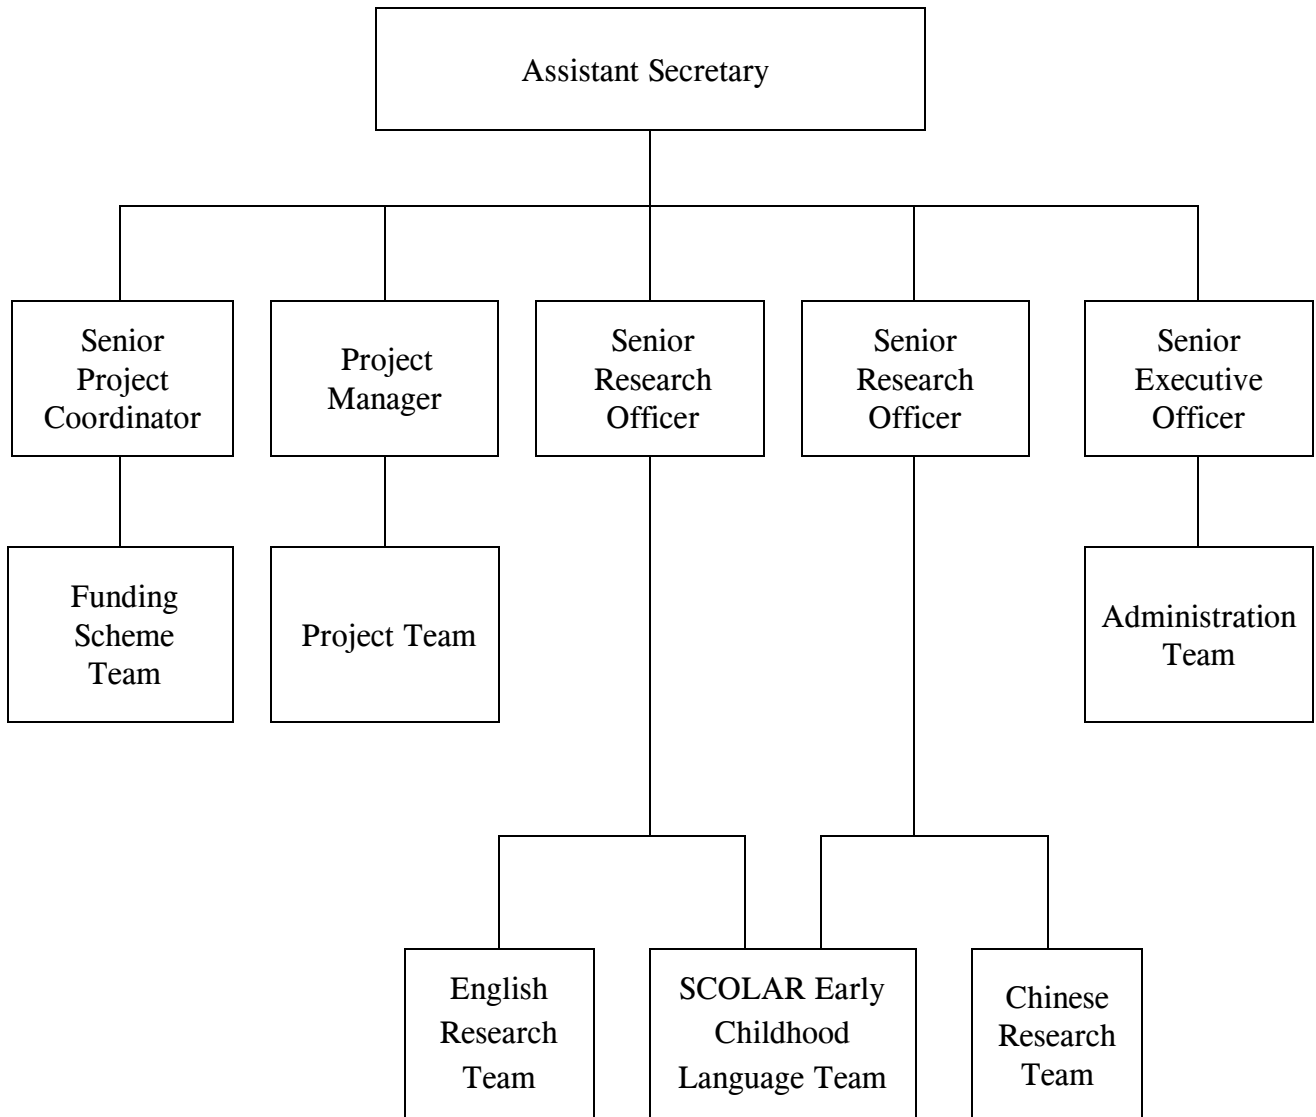 Assistant Secretary
Senior
Project
Coordinator
Project
Manager
Senior
Research
Officer
Senior
Research
Officer
Senior
Executive
Officer
Funding
Scheme
Team
Project Team
Administration
Team
English
Research
Team
SCOLAR Early
Childhood
Language Team
Chinese
Research
Team